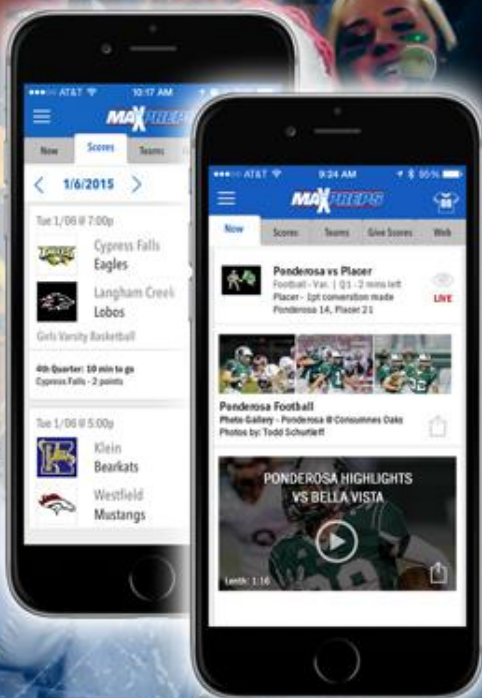 AT&T 10:17 AM
MAXPREPS
Now Scores Teams
1/6/2015
Tue 1/06 @ 7:00p
Cypress Falls
Eagles
Langham Creek
Lobos
Girls Varsity Basketball
4th Quarter: 10 min to go
Cypress Falls - 2 points
Tue 1/06 @ 5:00p
Klein
Bearkats
Westfield
Mustangs
AT&T 9:24 AM 95%
MAXPREPS
Now Scores Teams Give Scores Web
Ponderosa vs Placer
Football - Var. | Q1 - 2 mins left
Placer - 1pt conversion made
Ponderosa 14, Placer 21
LIVE
Ponderosa Football
Photo Gallery - Ponderosa @ Consumnes Oaks
Photos by: Todd Schurtleff
PONDEROSA HIGHLIGHTS
VS BELLA VISTA
Lenth: 1:16